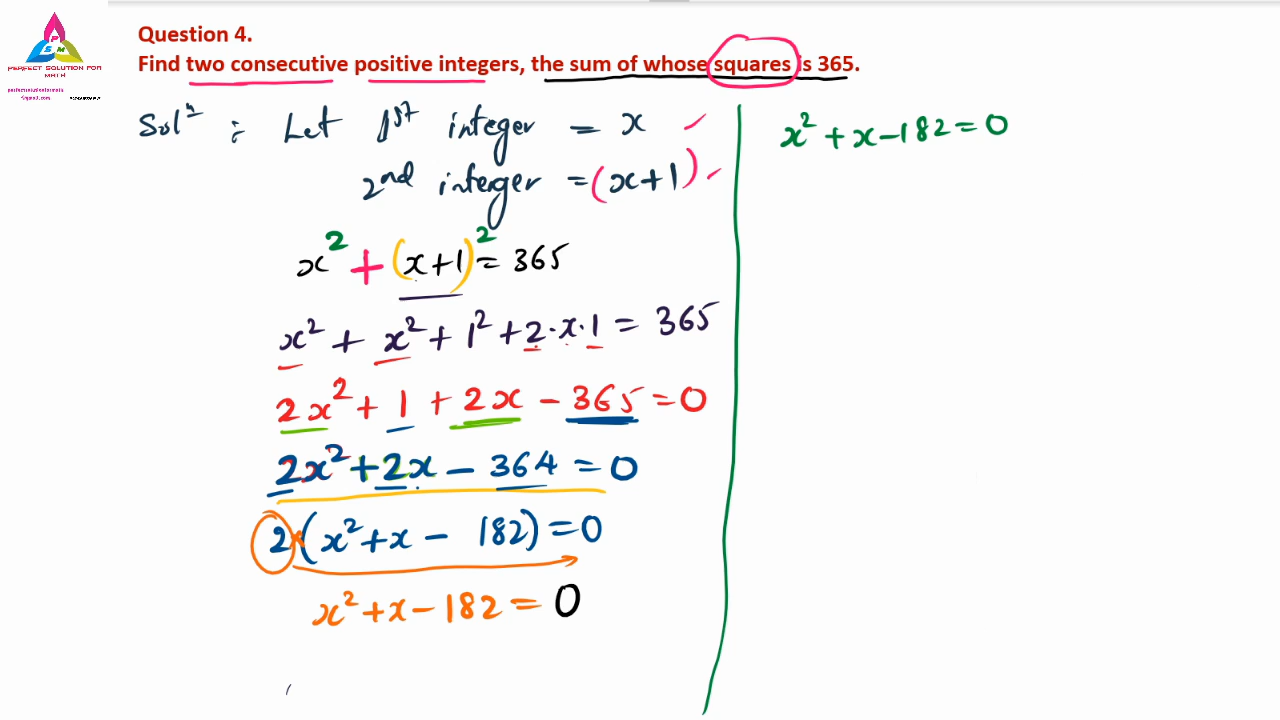 PSM
PERFECT SOLUTION FOR MATH
Question 4.
Find two consecutive positive integers, the sum of whose squares is 365.
Solⁿ : Let 1st integer = x
2nd integer = (x+1)
x² + (x+1)² = 365
x² + x² + 1² + 2·x·1 = 365
2x² + 1 + 2x - 365 = 0
2x² + 2x - 364 = 0
2(x² + x - 182) = 0
x² + x - 182 = 0
x² + x - 182 = 0